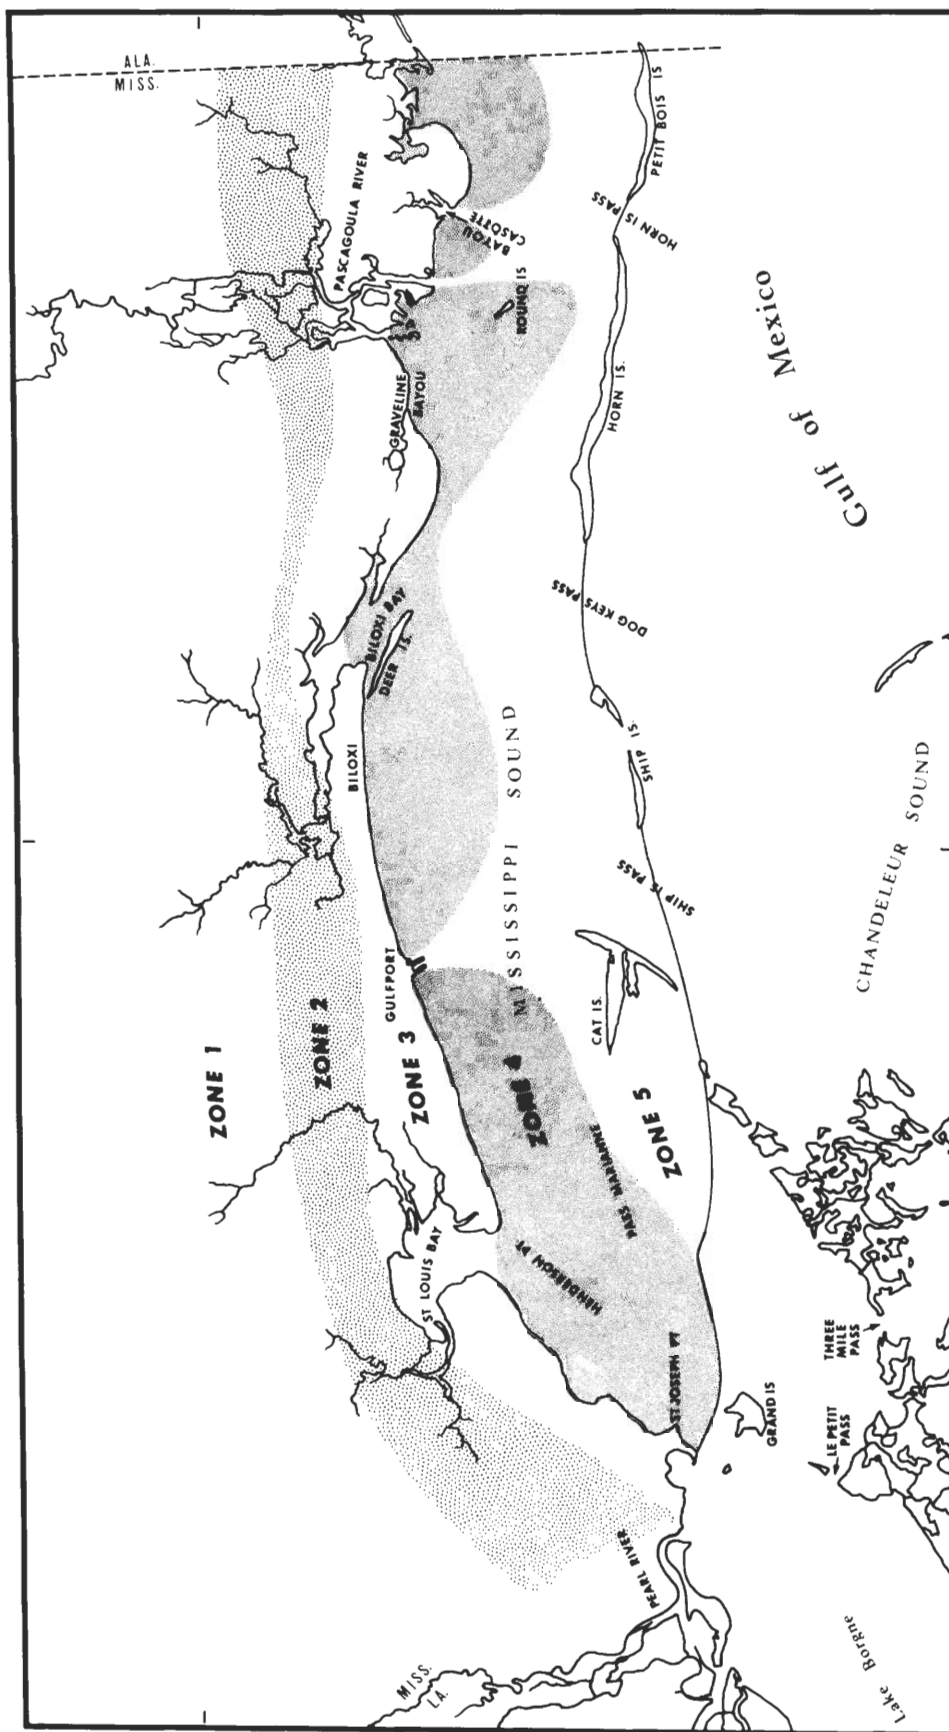 ALA.
MISS.
PASCAGOULA RIVER
BAYOU
CASOTTE
PETIT BOIS IS
HORN IS PASS
ROUND IS
GRAVELINE
BAYOU
HORN IS.
Gulf of Mexico
BILOXI BAY
DEER IS.
DOG KEYS PASS
BILOXI
MISSISSIPPI SOUND
SHIP IS.
SHIP IS PASS
CHANDELEUR SOUND
GULFPORT
CAT IS.
ZONE 1
ZONE 2
ZONE 3
ZONE 4
ZONE 5
PASS MARIANNE
HENDERSON PT
ST LOUIS BAY
ST JOSEPH PT
GRAND IS
THREE
MILE
PASS
LE PETIT
PASS
PEARL RIVER
MISS.
LA.
Lake Borgne